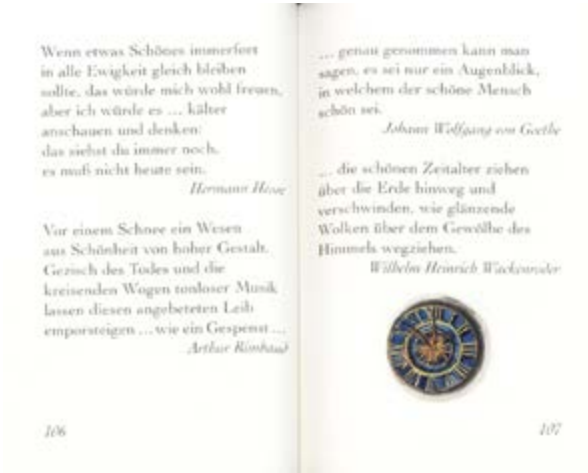 Wenn etwas Schönes immerfort
in alle Ewigkeit gleich bleiben
sollte, das würde mich wohl freuen,
aber ich würde es ... kälter
anschauen und denken:
das siehst du immer noch,
es muß nicht heute sein.
Hermann Hesse
Vor einem Schnee ein Wesen
aus Schönheit von hoher Gestalt.
Gezisch des Todes und die
kreisenden Wogen tonloser Musik
lassen diesen angebeteten Leib
emporsteigen ... wie ein Gespenst ...
Arthur Rimbaud
106
... genau genommen kann man
sagen, es sei nur ein Augenblick,
in welchem der schöne Mensch
schön sei.
Johann Wolfgang von Goethe
... die schönen Zeitalter ziehen
über die Erde hinweg und
verschwinden, wie glänzende
Wolken über dem Gewölbe des
Himmels wegziehen.
Wilhelm Heinrich Wackenroder
107